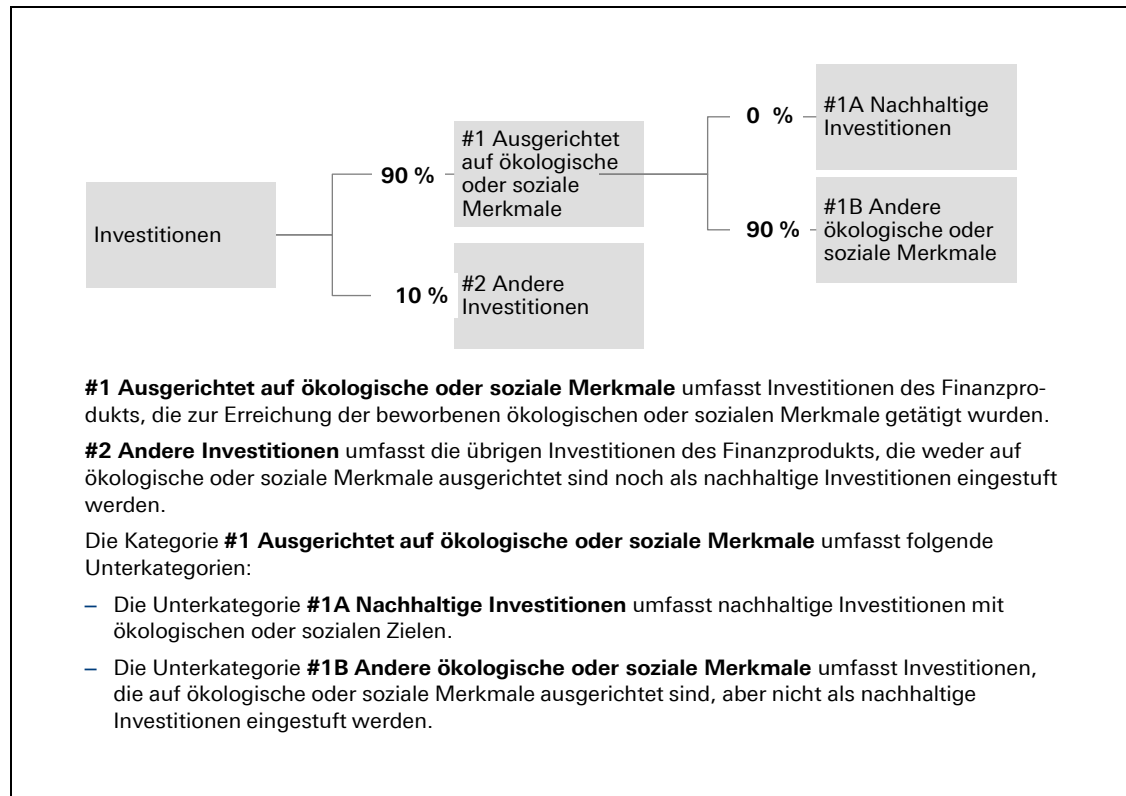 Investitionen
90 %
#1 Ausgerichtet
auf ökologische
oder soziale
Merkmale
10 %
#2 Andere
Investitionen
0 %
#1A Nachhaltige
Investitionen
90 %
#1B Andere
ökologische oder
soziale Merkmale
#1 Ausgerichtet auf ökologische oder soziale Merkmale umfasst Investitionen des Finanzpro-
dukts, die zur Erreichung der beworbenen ökologischen oder sozialen Merkmale getätigt wurden.
#2 Andere Investitionen umfasst die übrigen Investitionen des Finanzprodukts, die weder auf
ökologische oder soziale Merkmale ausgerichtet sind noch als nachhaltige Investitionen eingestuft
werden.
Die Kategorie #1 Ausgerichtet auf ökologische oder soziale Merkmale umfasst folgende
Unterkategorien:
– Die Unterkategorie #1A Nachhaltige Investitionen umfasst nachhaltige Investitionen mit
ökologischen oder sozialen Zielen.
– Die Unterkategorie #1B Andere ökologische oder soziale Merkmale umfasst Investitionen,
die auf ökologische oder soziale Merkmale ausgerichtet sind, aber nicht als nachhaltige
Investitionen eingestuft werden.